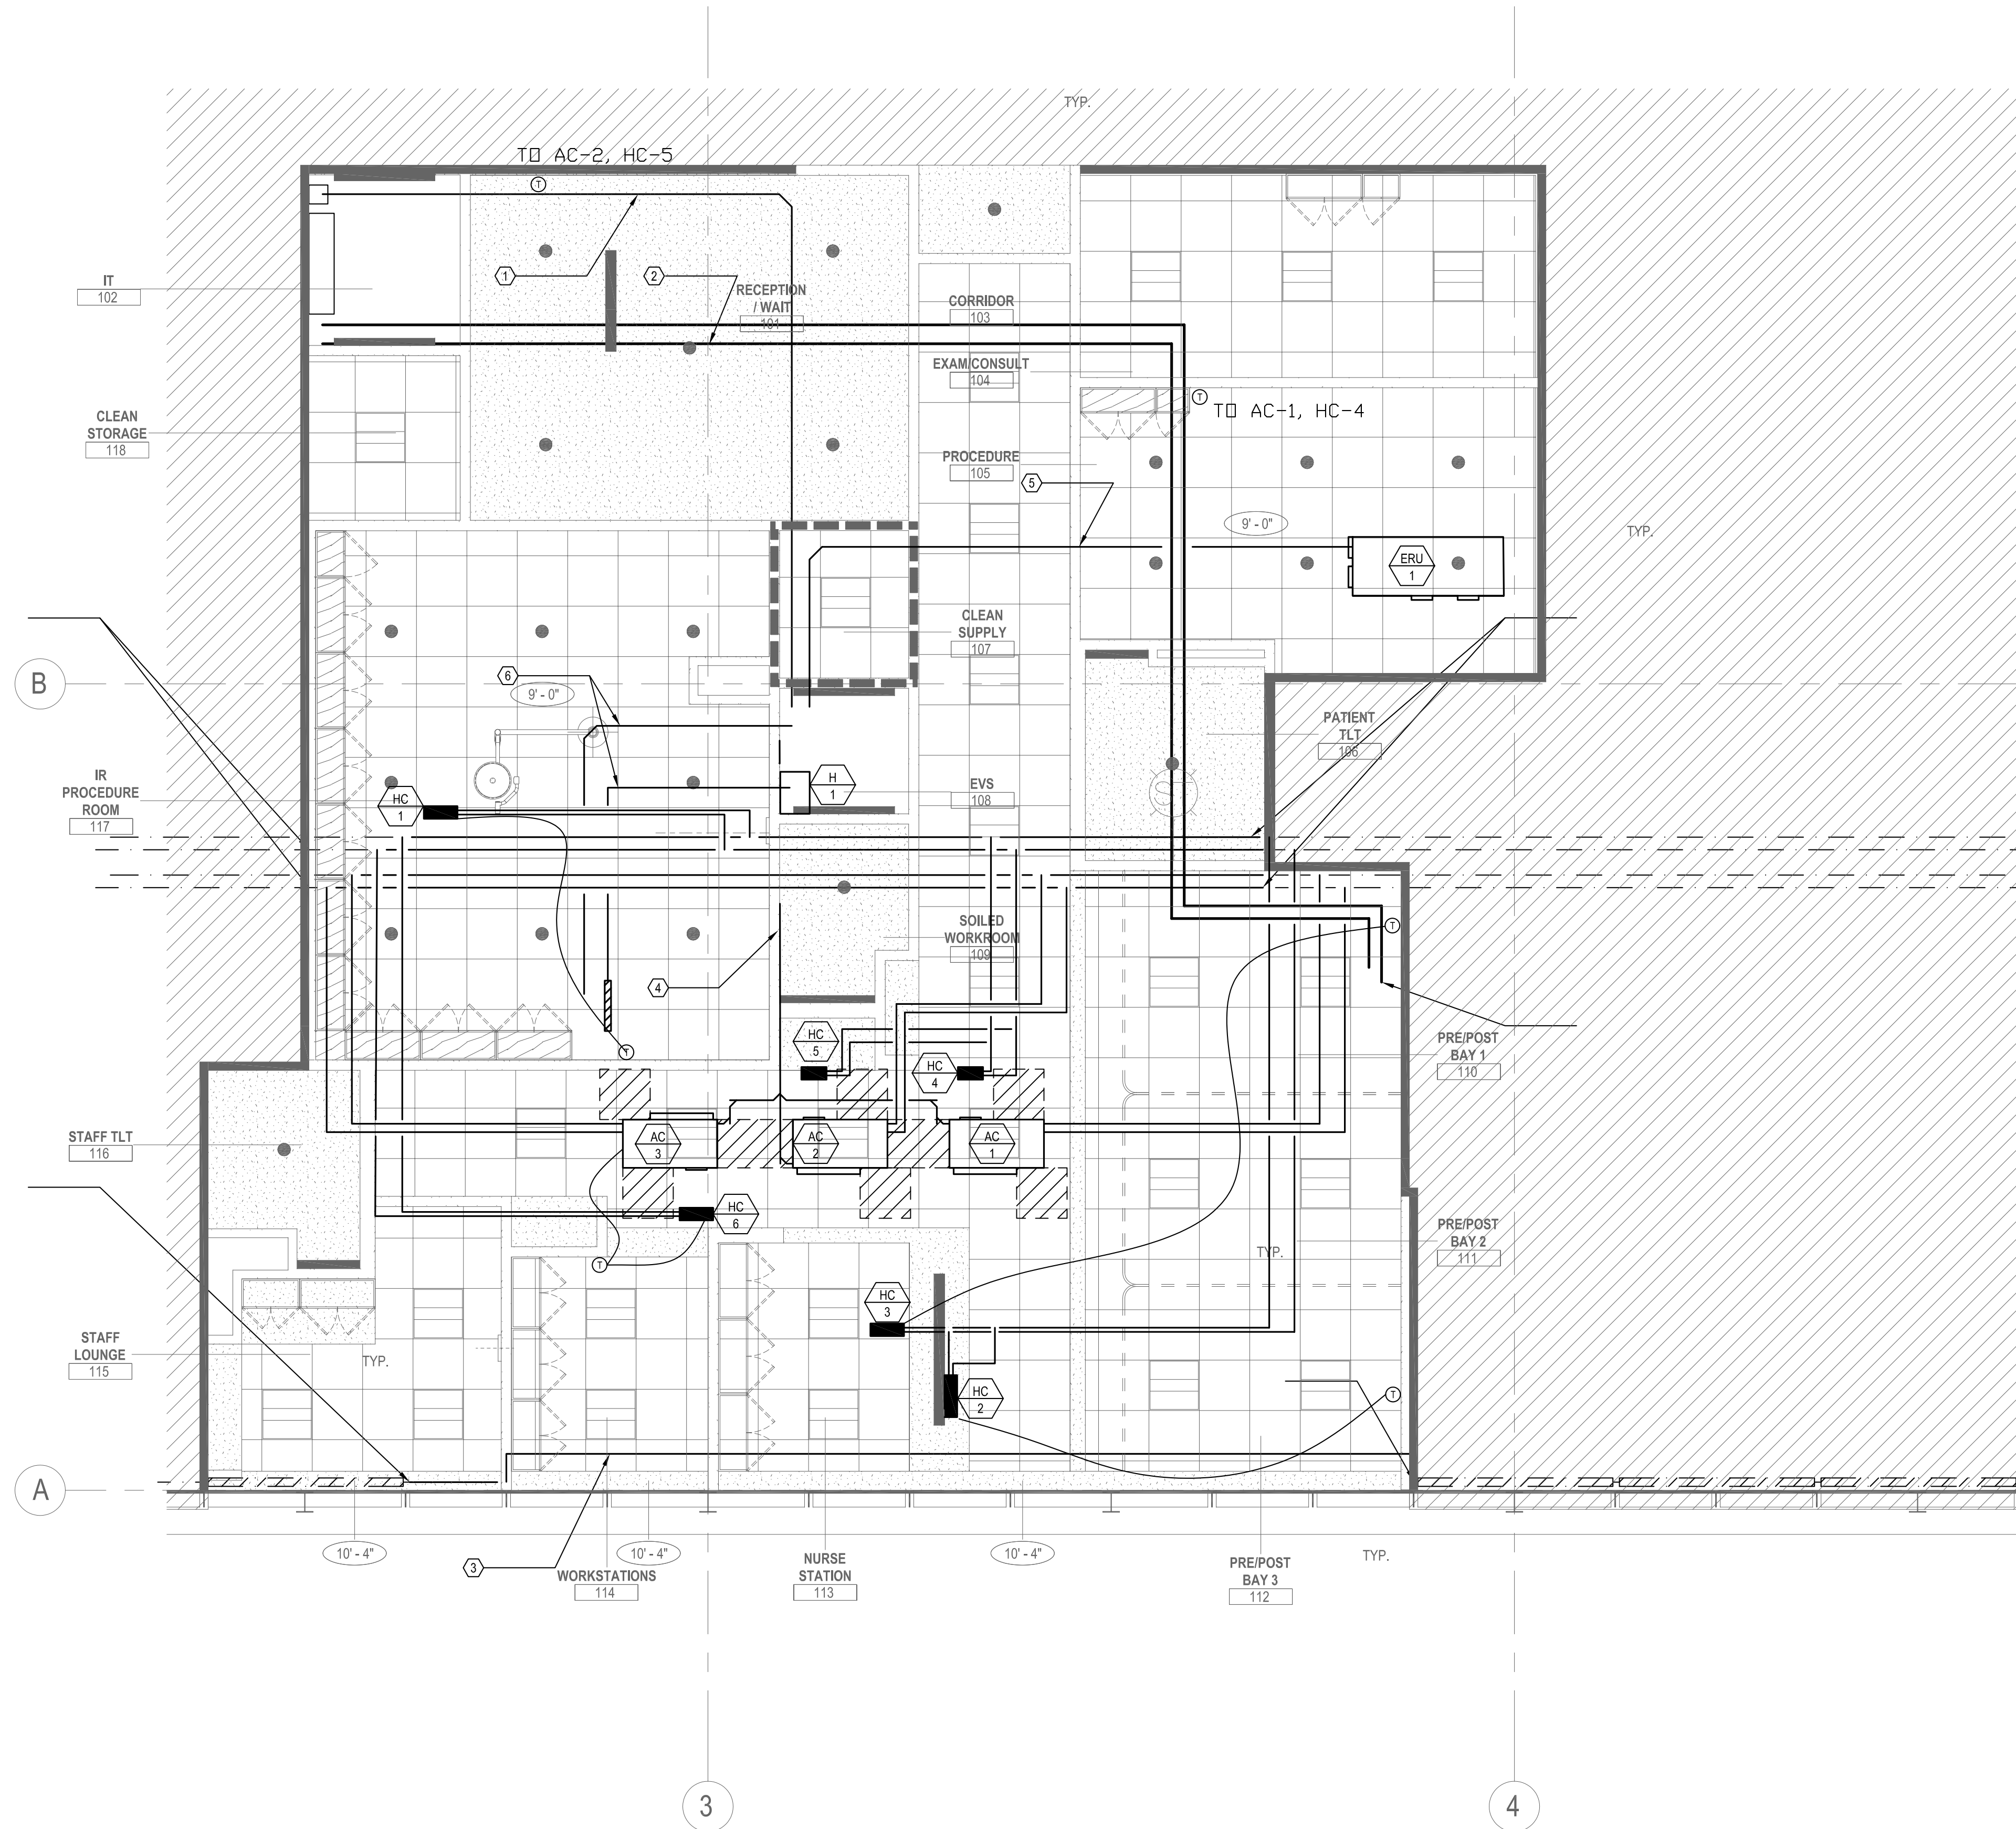 TYP.
TO AC-2, HC-5
T
1
2
IT
102
RECEPTION
/ WAIT
101
CORRIDOR
103
EXAM/CONSULT
104
T
TO AC-1, HC-4
CLEAN
STORAGE
118
PROCEDURE
105
5
9' - 0"
TYP.
ERU
1
CLEAN
SUPPLY
107
B
6
9' - 0"
PATIENT
TLT
106
IR
PROCEDURE
ROOM
117
HC
1
H
1
EVS
108
SOILED
WORKROOM
109
T
4
HC
5
HC
4
T
PRE/POST
BAY 1
110
STAFF TLT
116
AC
3
AC
2
AC
1
HC
6
PRE/POST
BAY 2
111
TYP.
T
HC
3
STAFF
LOUNGE
115
TYP.
HC
2
T
A
10' - 4"
10' - 4"
10' - 4"
TYP.
3
WORKSTATIONS
114
NURSE
STATION
113
PRE/POST
BAY 3
112
3
4